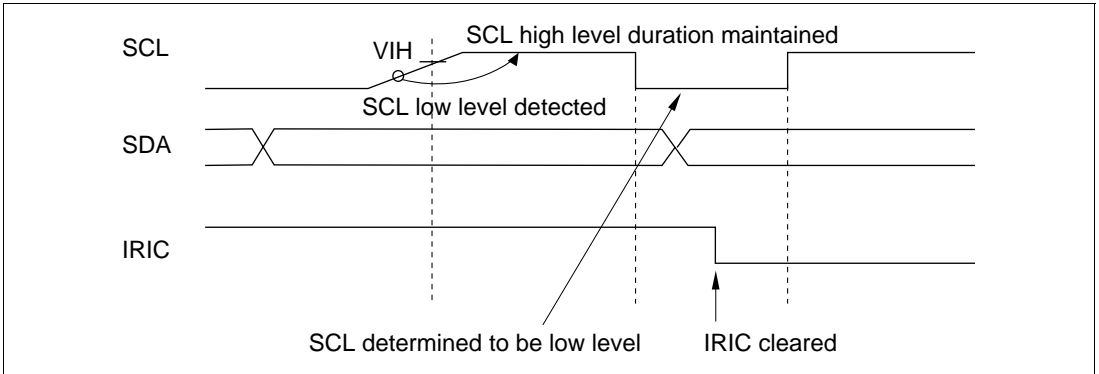 SCL high level duration maintained
SCL
VIH
SCL low level detected
SDA
IRIC
SCL determined to be low level
IRIC cleared